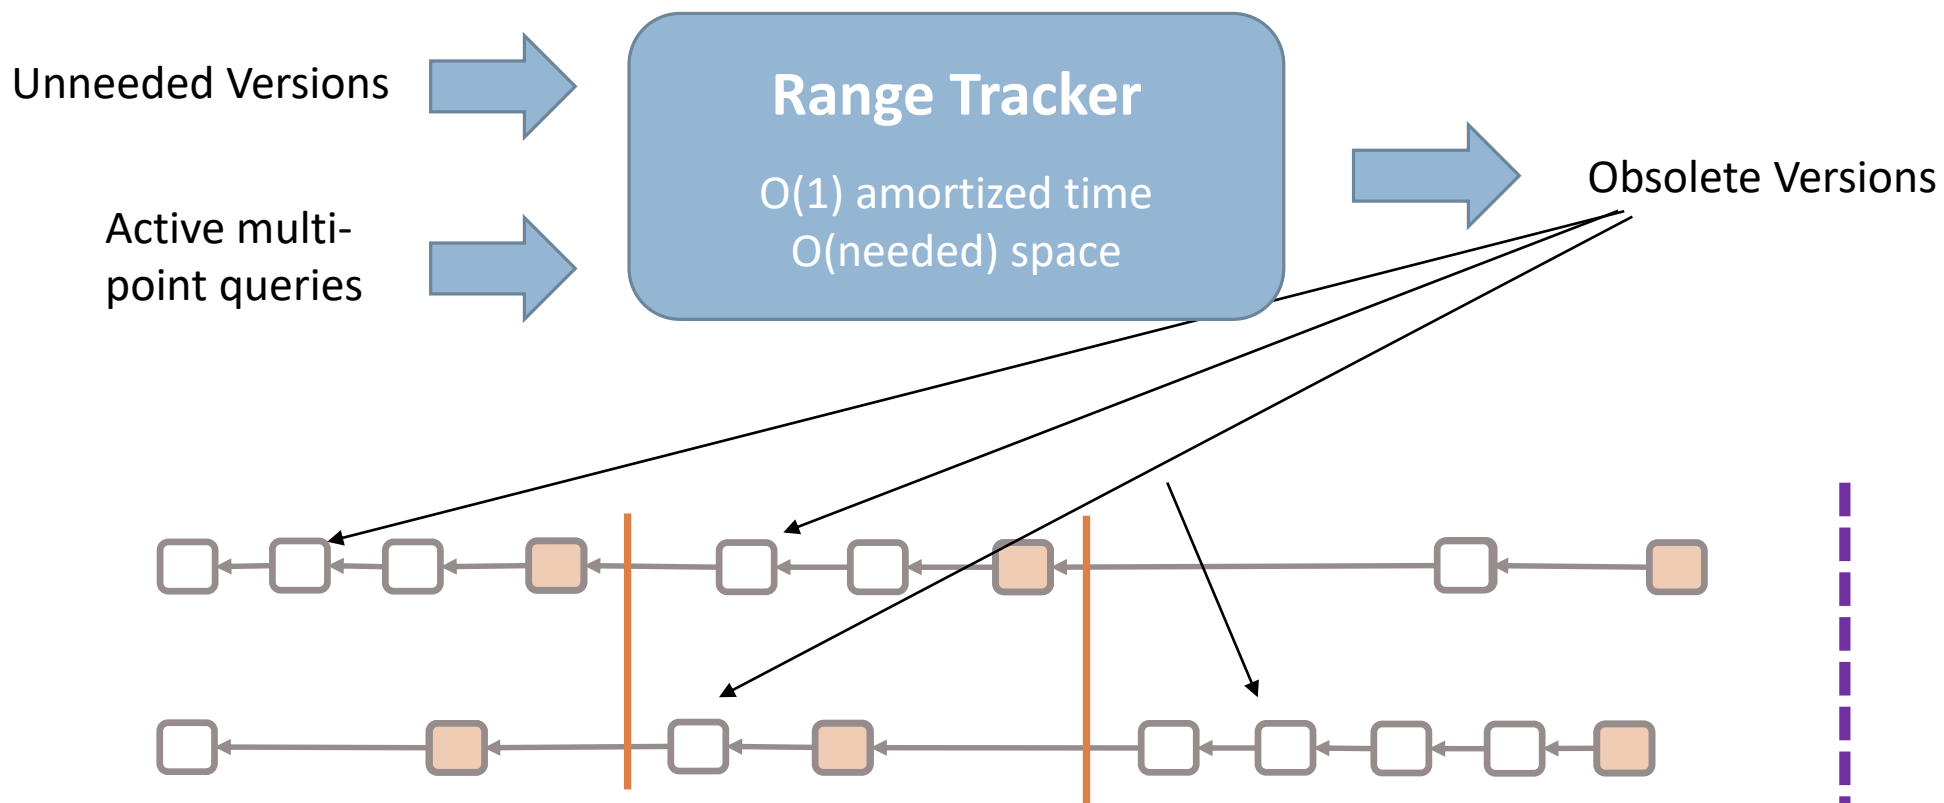 Unneeded Versions
Active multi-
point queries
Range Tracker
O(1) amortized time
O(needed) space
Obsolete Versions